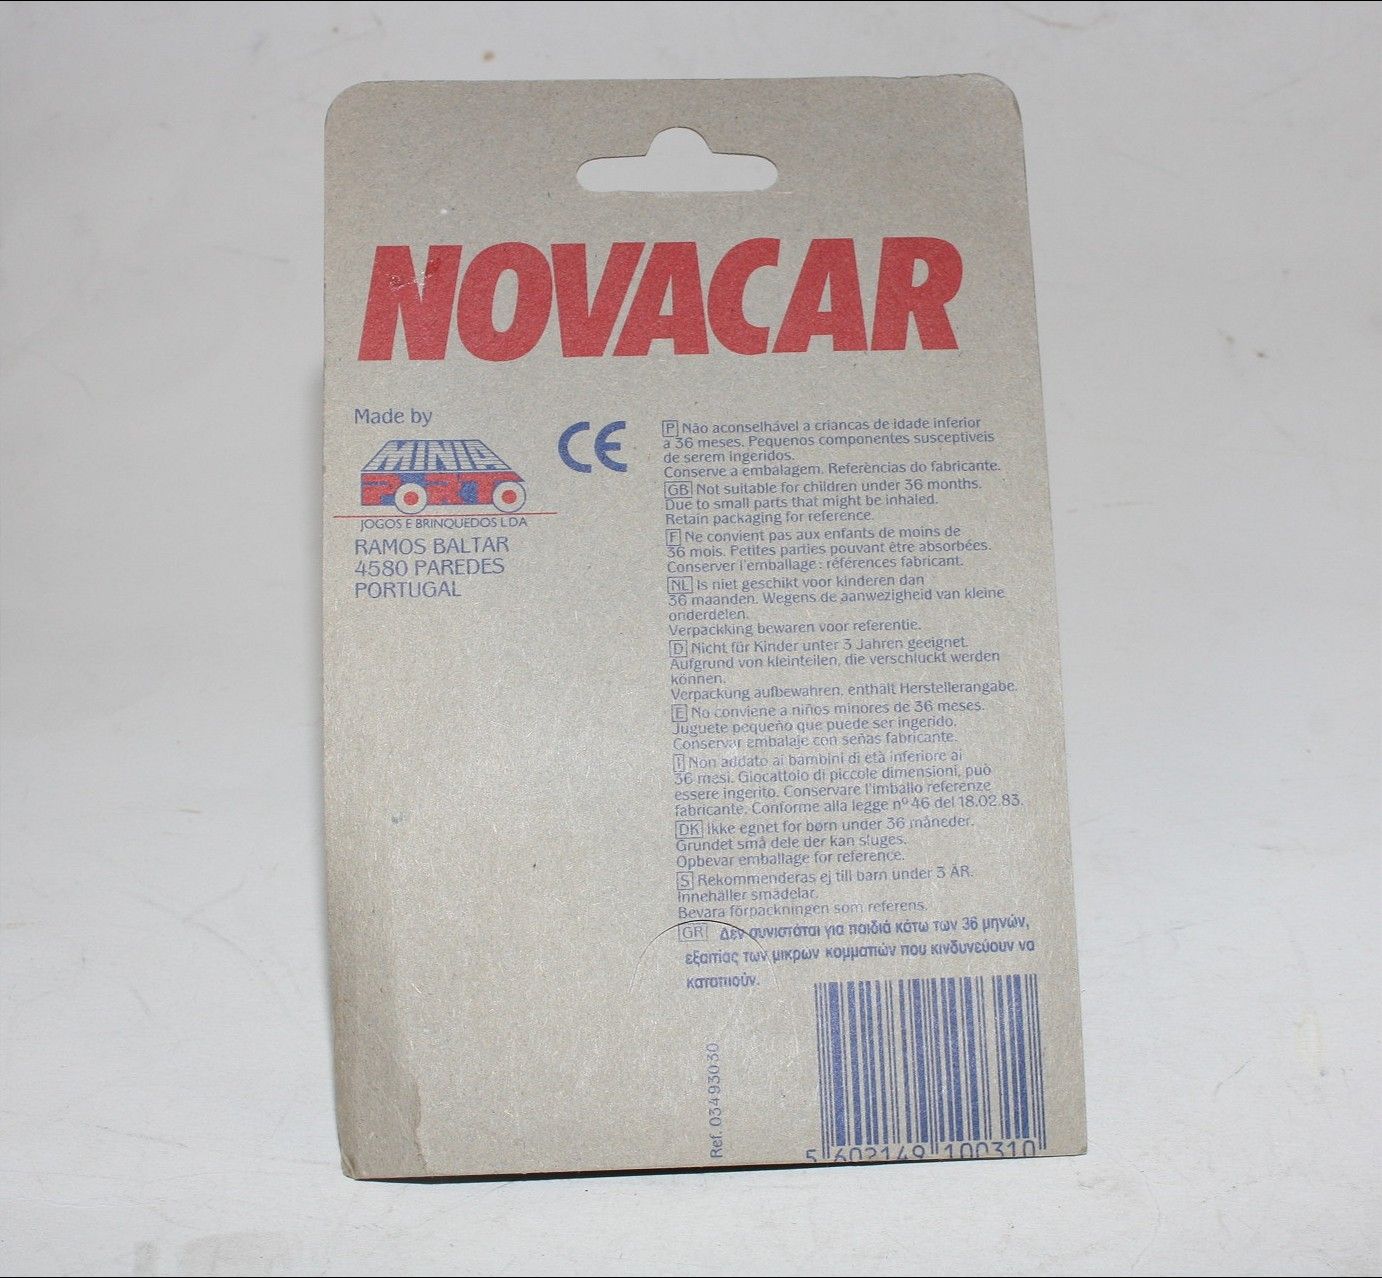 NOVACAR
Made by
MINIA
PORTO
JOGOS E BRINQUEDOS LDA
RAMOS BALTAR
4580 PAREDES
PORTUGAL
CE
P Não aconselhável a criancas de idade inferior
a 36 meses. Pequenos componentes susceptiveis
de serem ingeridos.
Conserve a embalagem. Referências do fabricante.
GB Not suitable for children under 36 months.
Due to small parts that might be inhaled.
Retain packaging for reference.
F Ne convient pas aux enfants de moins de
36 mois. Petites parties pouvant être absorbées.
Conserver l'emballage : références fabricant.
NL Is niet geschikt voor kinderen dan
36 maanden. Wegens de aanwezigheid van kleine
onderdelen.
Verpackking bewaren voor referentie.
D Nicht für Kinder unter 3 Jahren geeignet.
Aufgrund von kleinteilen, die verschluckt werden
können.
Verpackung aufbewahren, enthält Herstellerangabe.
E No conviene a niños minores de 36 meses.
Juguete pequeño que puede ser ingerido.
Conservar embalaje con señas fabricante.
I Non addato ai bambini di età inferiore ai
36 mesi. Giocattolo di piccole dimensioni, può
essere ingerito. Conservare l'imballo referenze
fabricante. Conforme alla legge nº 46 del 18.02.83.
DK Ikke egnet for børn under 36 måneder.
Grundet små dele der kan sluges.
Opbevar emballage for reference.
S Rekommenderas ej till barn under 3 ÅR.
Innehåller smådelar.
Bevara förpackningen som referens.
GR Δεν συνιστάται για παιδιά κάτω των 36 μηνών,
εξαιτίας των μικρών κομματιών που κινδυνεύουν να
καταπιούν.
Ref. 034 930 30
5 602149 100310